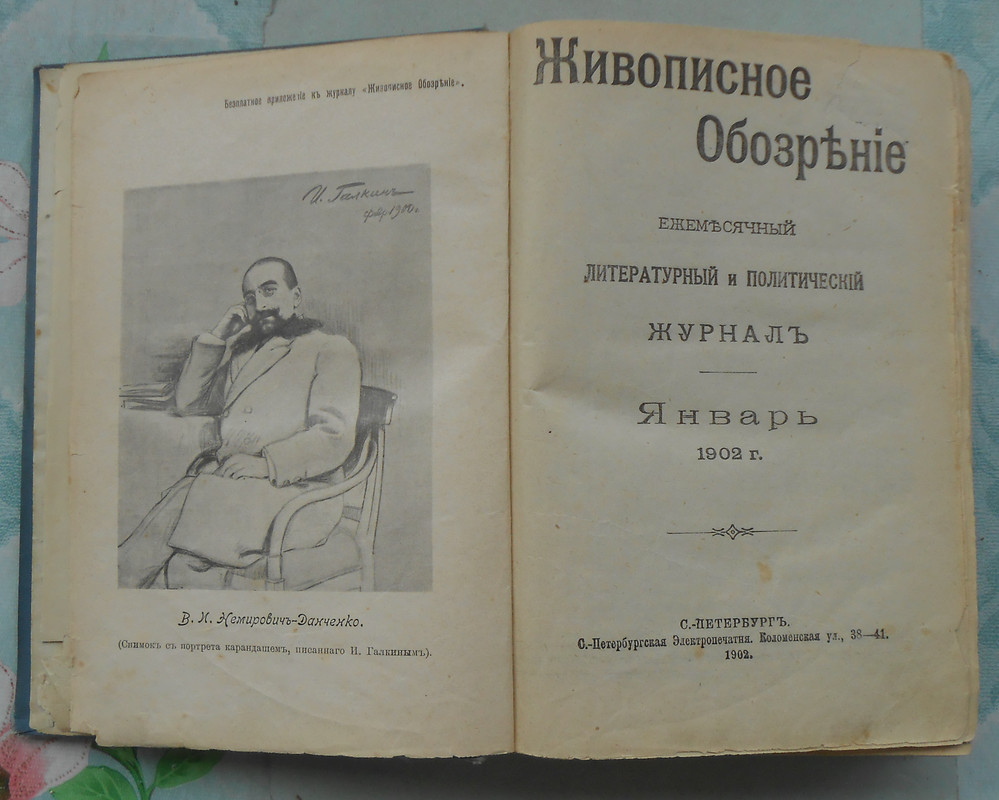 Безплатное приложеніе къ журналу «Живописное Обозрѣніе».
И. Галкинъ
фвр 1900.
В. И. Немировичъ-Данченко.
(Снимокъ съ портрета карандашемъ, писаннаго И. Галкинымъ).
Живописное
Обозрѣніе
ЕЖЕМѢСЯЧНЫЙ
ЛИТЕРАТУРНЫЙ и ПОЛИТИЧЕСКІЙ
ЖУРНАЛЪ
Январь
1902 г.
С.-ПЕТЕРБУРГЪ.
С.-Петербургская Электропечатня. Коломенская ул., 38—41.
1902.